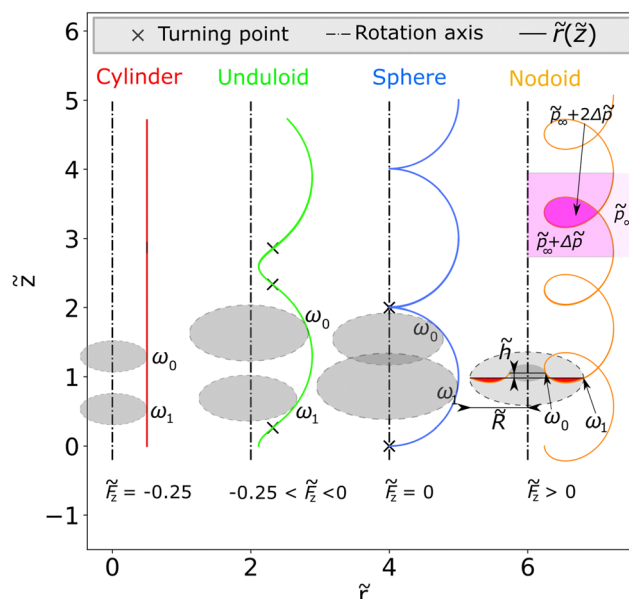 Turning point Rotation axis r̃(z̃)
Cylinder Unduloid Sphere Nodoid
p̃∞+2Δp̃
p̃∞
p̃∞+Δp̃
ω0 ω0 ω0 h̃
ω1 ω1 ω1 R̃ ω0 ω1
F̃z = -0.25 -0.25 < F̃z<0 F̃z= 0 F̃z> 0
6
5
4
3
2
1
0
−1
z̃
0 2 4 6
r̃